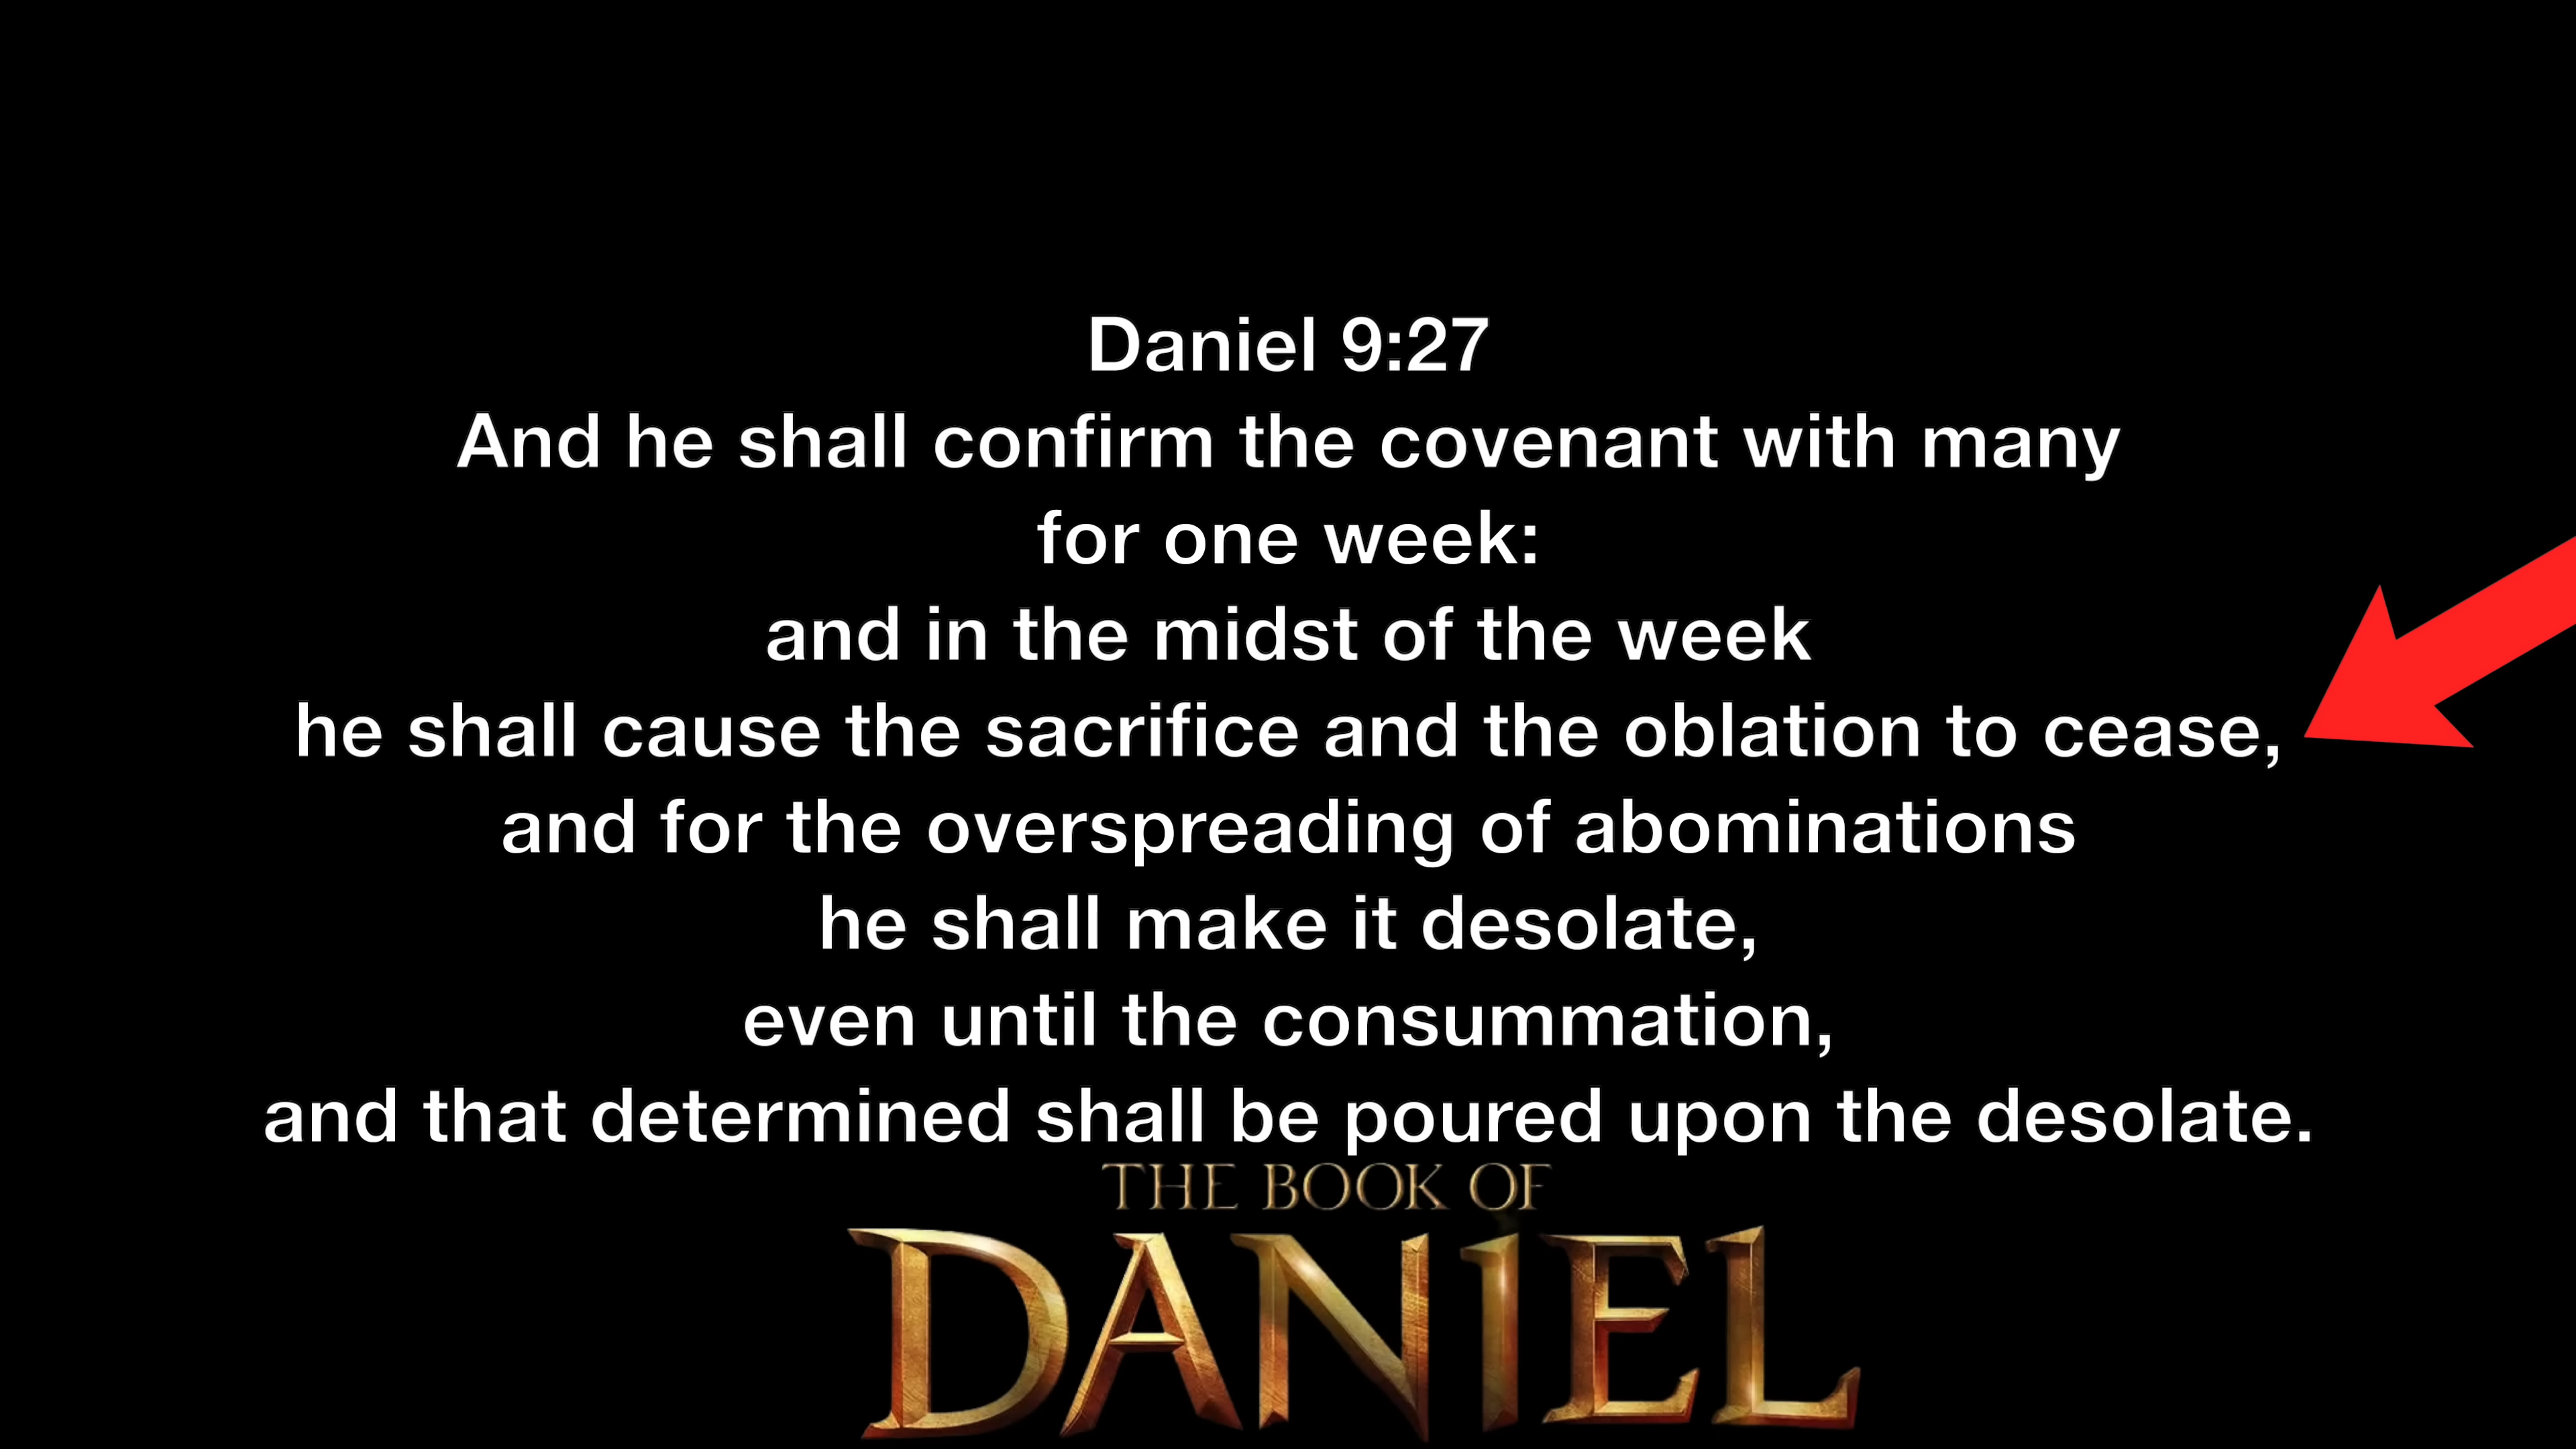 Daniel 9:27
And he shall confirm the covenant with many
for one week:
and in the midst of the week
he shall cause the sacrifice and the oblation to cease,
and for the overspreading of abominations
he shall make it desolate,
even until the consummation,
and that determined shall be poured upon the desolate.
THE BOOK OF
DANIEL